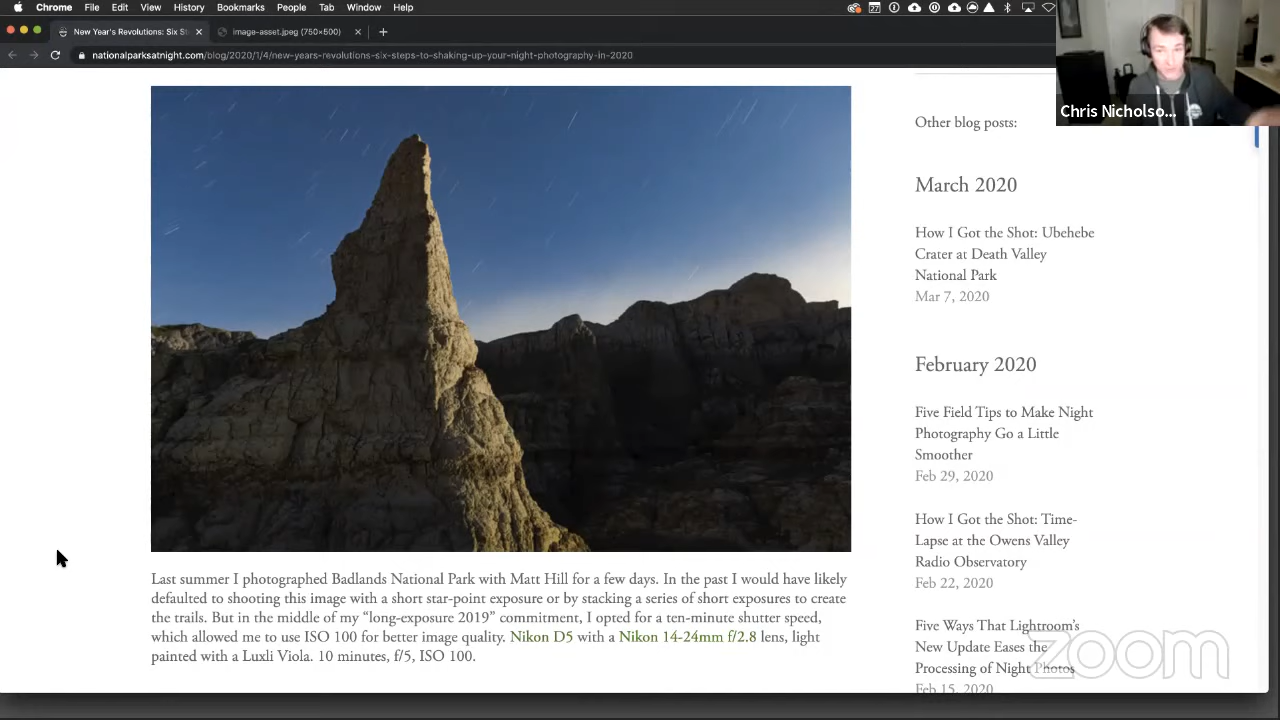 Chrome File Edit View History Bookmarks People Tab Window Help
New Year's Revolutions: Six St
image-asset.jpeg (750×500)
nationalparksatnight.com/blog/2020/1/4/new-years-revolutions-six-steps-to-shaking-up-your-night-photography-in-2020
Chris Nicholso...
Last summer I photographed Badlands National Park with Matt Hill for a few days. In the past I would have likely
defaulted to shooting this image with a short star-point exposure or by stacking a series of short exposures to create
the trails. But in the middle of my “long-exposure 2019” commitment, I opted for a ten-minute shutter speed,
which allowed me to use ISO 100 for better image quality. Nikon D5 with a Nikon 14-24mm f/2.8 lens, light
painted with a Luxli Viola. 10 minutes, f/5, ISO 100.
Other blog posts:
March 2020
How I Got the Shot: Ubehebe
Crater at Death Valley
National Park
Mar 7, 2020
February 2020
Five Field Tips to Make Night
Photography Go a Little
Smoother
Feb 29, 2020
How I Got the Shot: Time-
Lapse at the Owens Valley
Radio Observatory
Feb 22, 2020
Five Ways That Lightroom’s
New Update Eases the
Processing of Night Photos
Feb 15, 2020
zoom